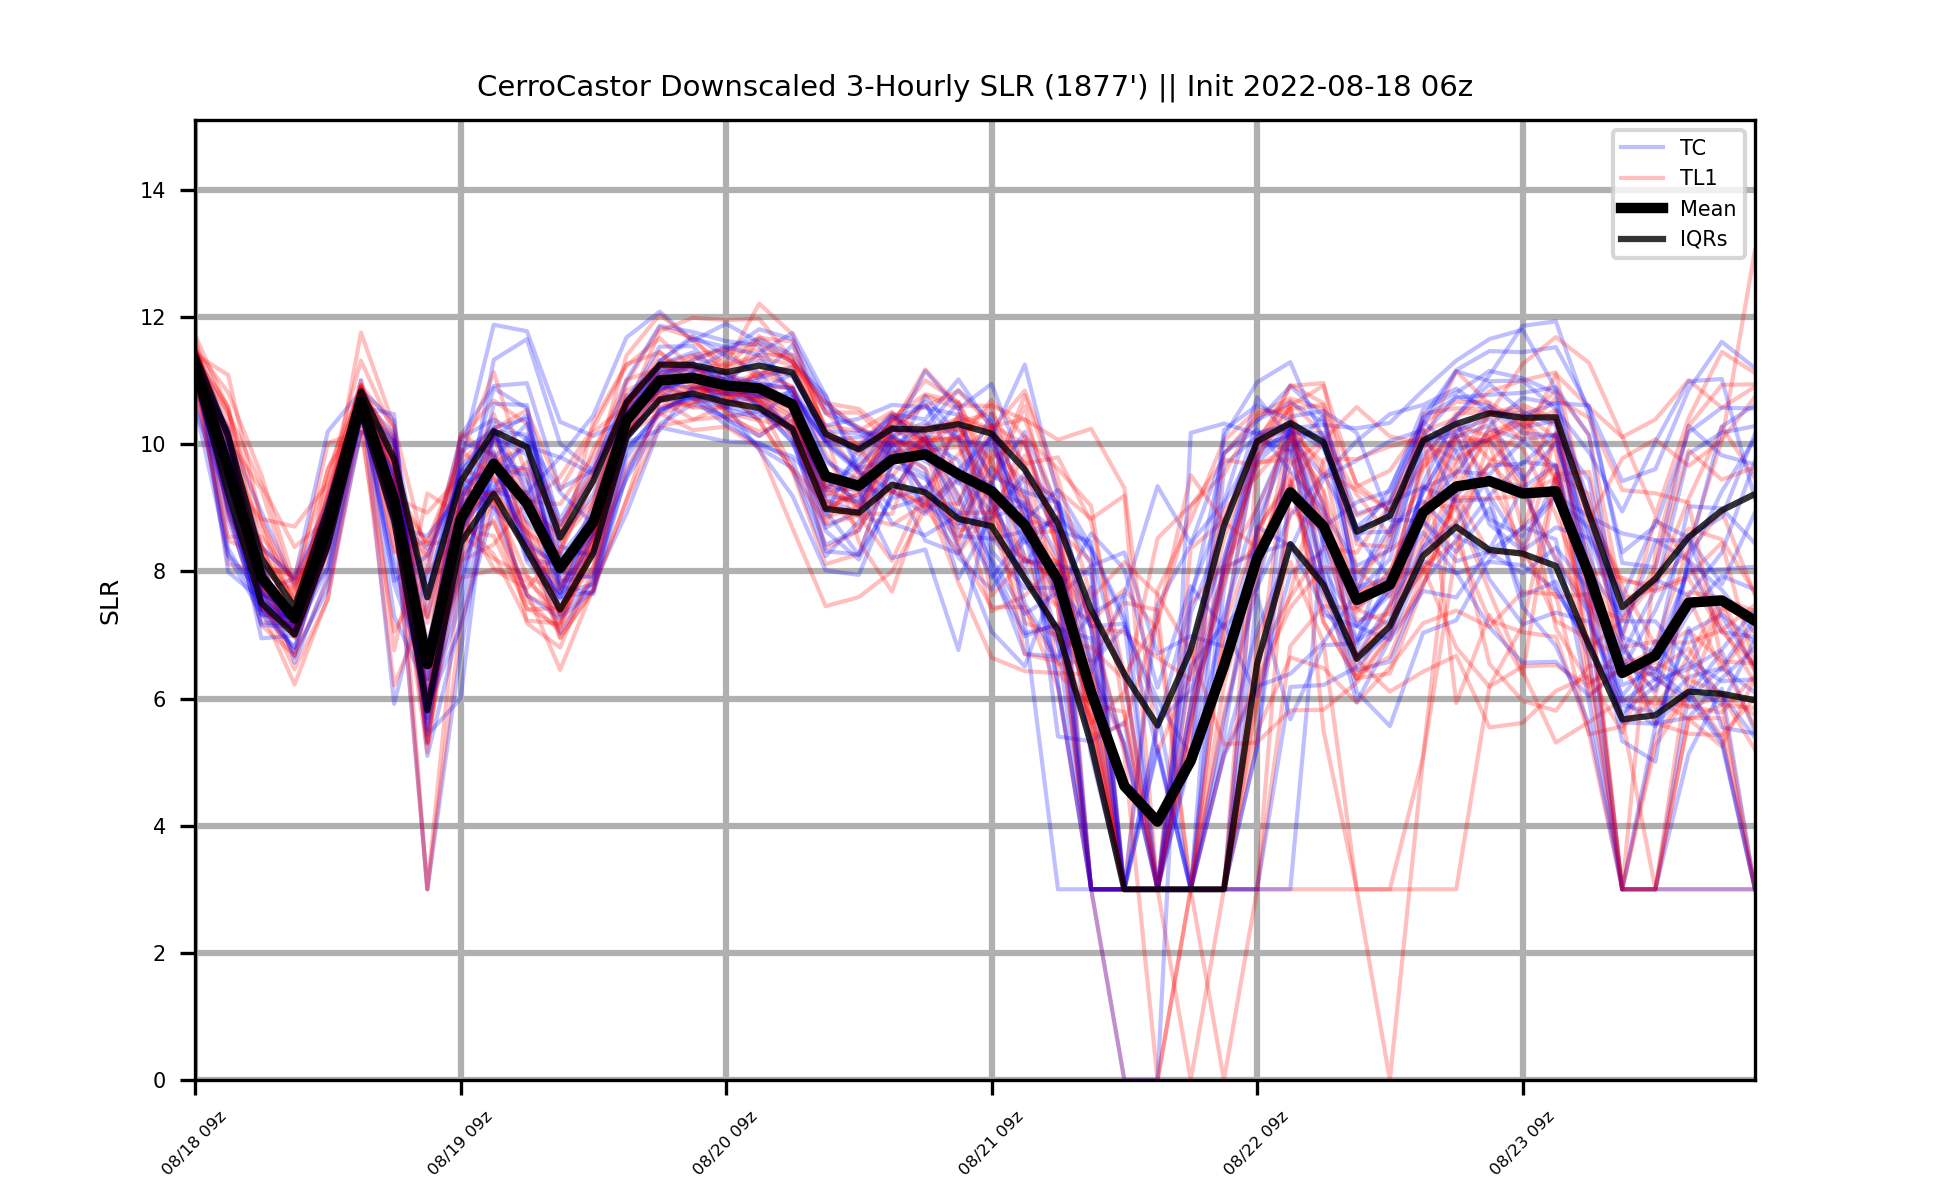 CerroCastor Downscaled 3-Hourly SLR (1877') || Init 2022-08-18 06z
TC
TL1
Mean
IQRs
SLR
14
12
10
8
6
4
2
0
08/18 09z
08/19 09z
08/20 09z
08/21 09z
08/22 09z
08/23 09z